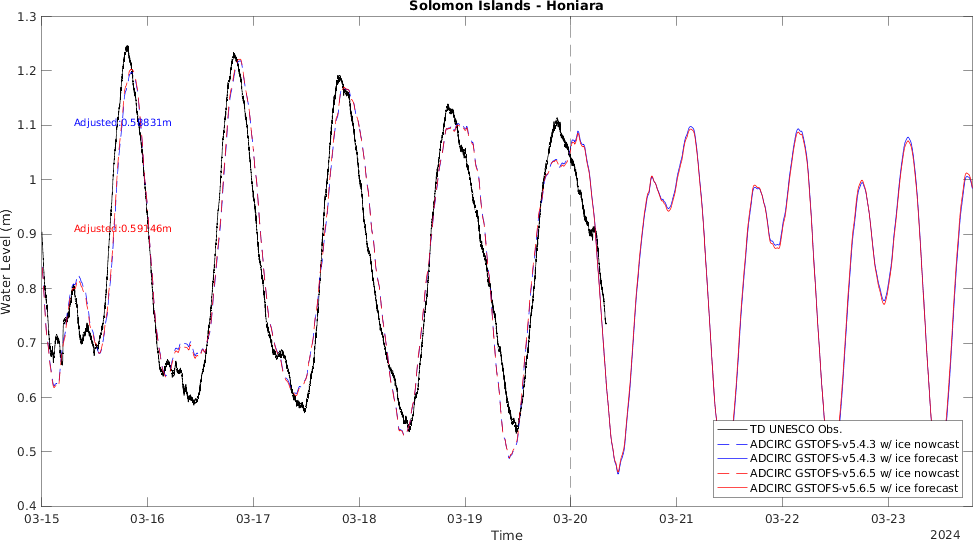 Solomon Islands - Honiara
1.3
1.2
1.1
1
0.9
0.8
0.7
0.6
0.5
0.4
Water Level (m)
Adjusted:0.58831m
Adjusted:0.59146m
TD UNESCO Obs.
ADCIRC GSTOFS-v5.4.3 w/ ice nowcast
ADCIRC GSTOFS-v5.4.3 w/ ice forecast
ADCIRC GSTOFS-v5.6.5 w/ ice nowcast
ADCIRC GSTOFS-v5.6.5 w/ ice forecast
03-15 03-16 03-17 03-18 03-19 03-20 03-21 03-22 03-23
Time
2024